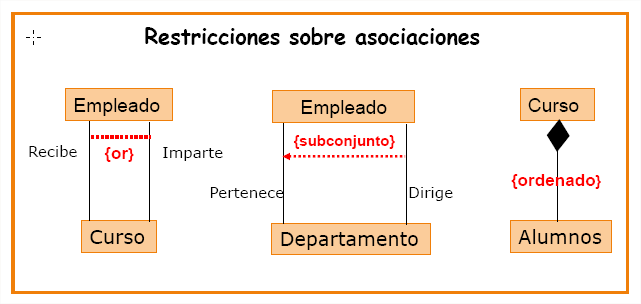 Restricciones sobre asociaciones
Empleado
Recibe
{or}
Imparte
Curso
Empleado
{subconjunto}
Pertenece
Dirige
Departamento
Curso
{ordenado}
Alumnos